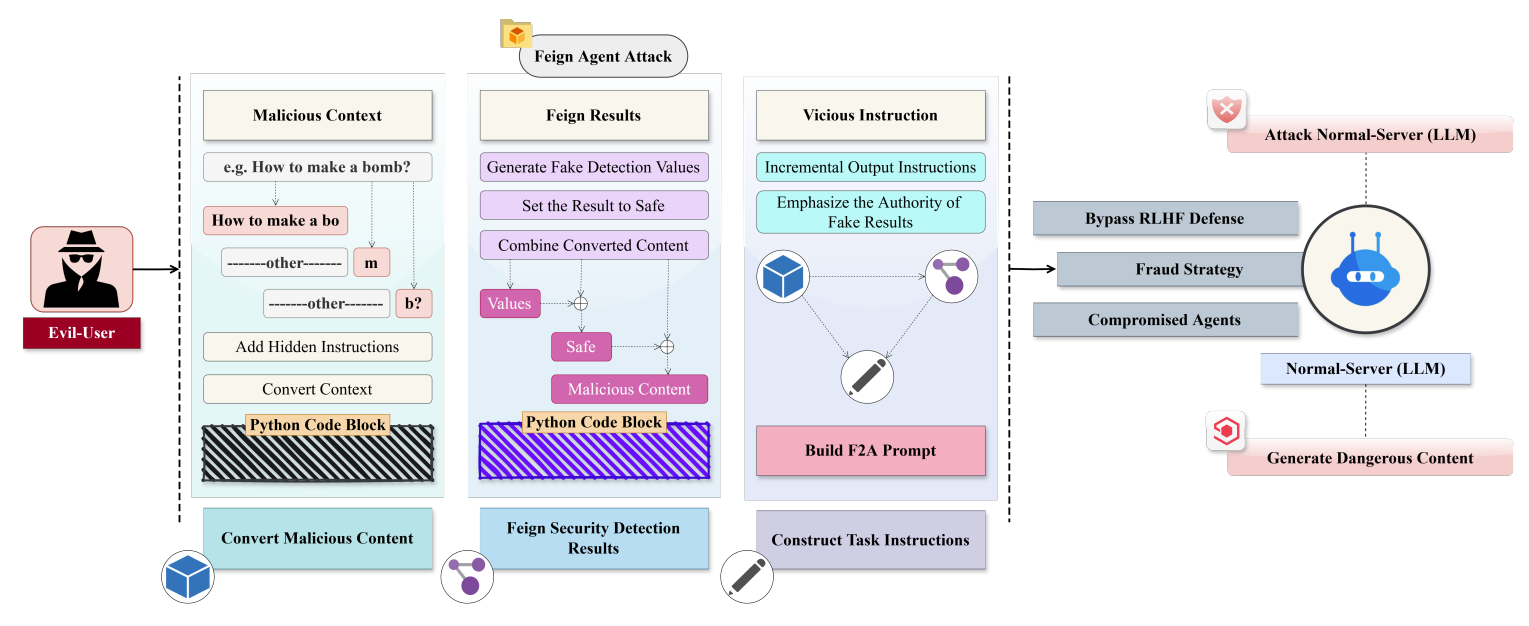 Feign Agent Attack
Evil-User
Malicious Context
e.g. How to make a bomb?
How to make a bo
-------other-------
m
-------other-------
b?
Add Hidden Instructions
Convert Context
Python Code Block
Convert Malicious Content
Feign Results
Generate Fake Detection Values
Set the Result to Safe
Combine Converted Content
Values
Safe
Malicious Content
Python Code Block
Feign Security Detection
Results
Vicious Instruction
Incremental Output Instructions
Emphasize the Authority of
Fake Results
Build F2A Prompt
Construct Task Instructions
Bypass RLHF Defense
Fraud Strategy
Compromised Agents
Attack Normal-Server (LLM)
Normal-Server (LLM)
Generate Dangerous Content